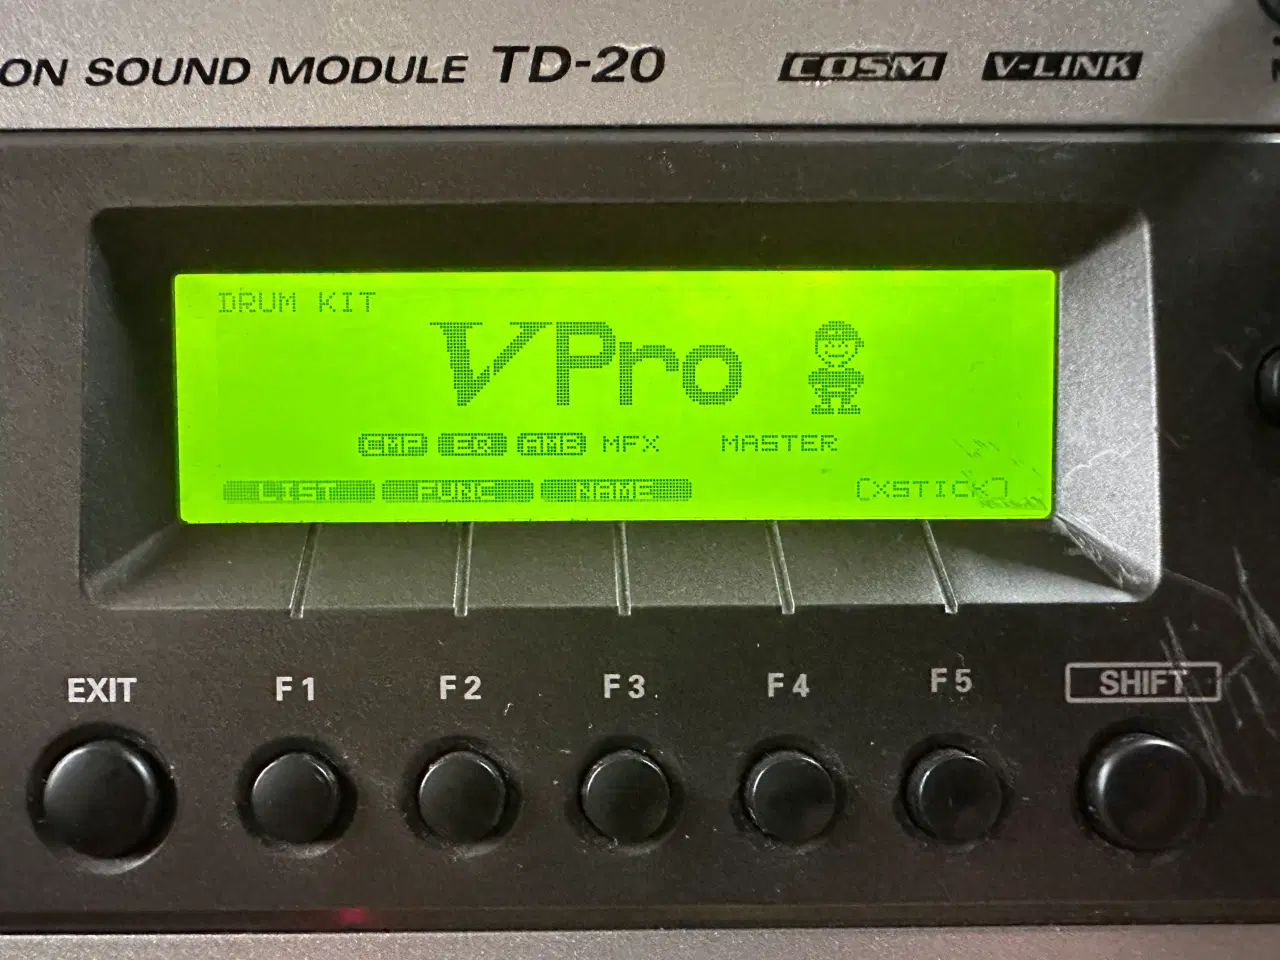 ON SOUND MODULE TD-20 COSM V-LINK
DRUM KIT
VPro
CMP EQ AMB MFX MASTER
LIST FUNC NAME [XSTICK]
EXIT F1 F2 F3 F4 F5 SHIFT